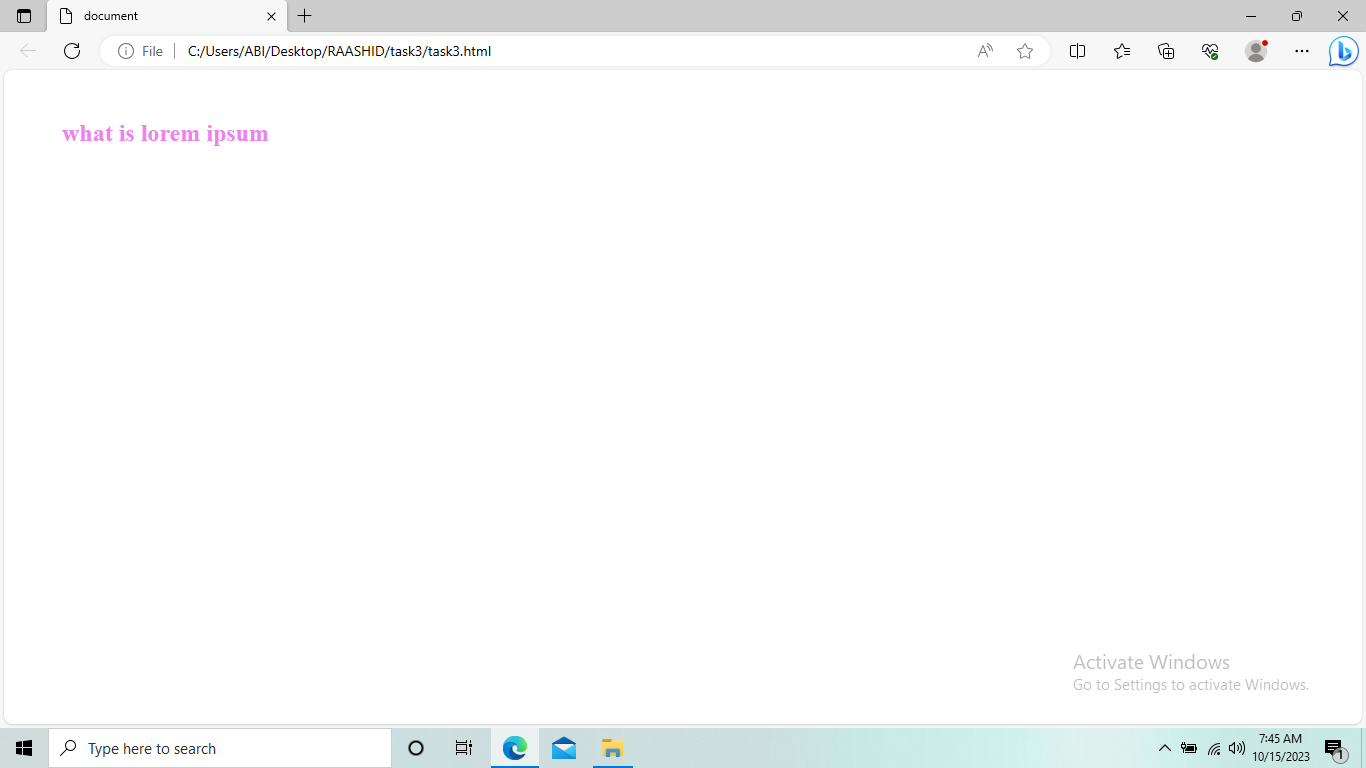 document
File
C:/Users/ABI/Desktop/RAASHID/task3/task3.html
what is lorem ipsum
Activate Windows
Go to Settings to activate Windows.
Type here to search
7:45 AM
10/15/2023
1